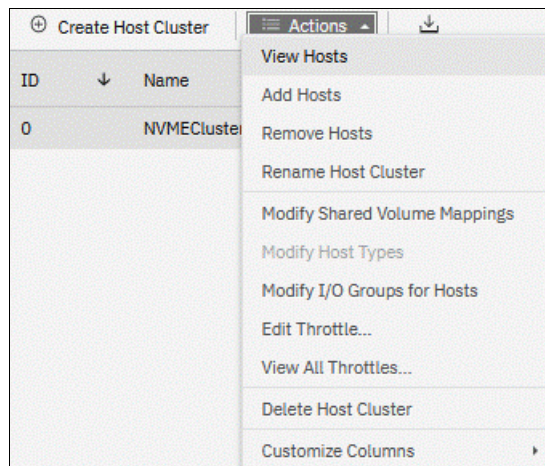 Create Host Cluster Actions
View Hosts
ID Name
Add Hosts
0 NVMECluster
Remove Hosts
Rename Host Cluster
Modify Shared Volume Mappings
Modify Host Types
Modify I/O Groups for Hosts
Edit Throttle...
View All Throttles...
Delete Host Cluster
Customize Columns